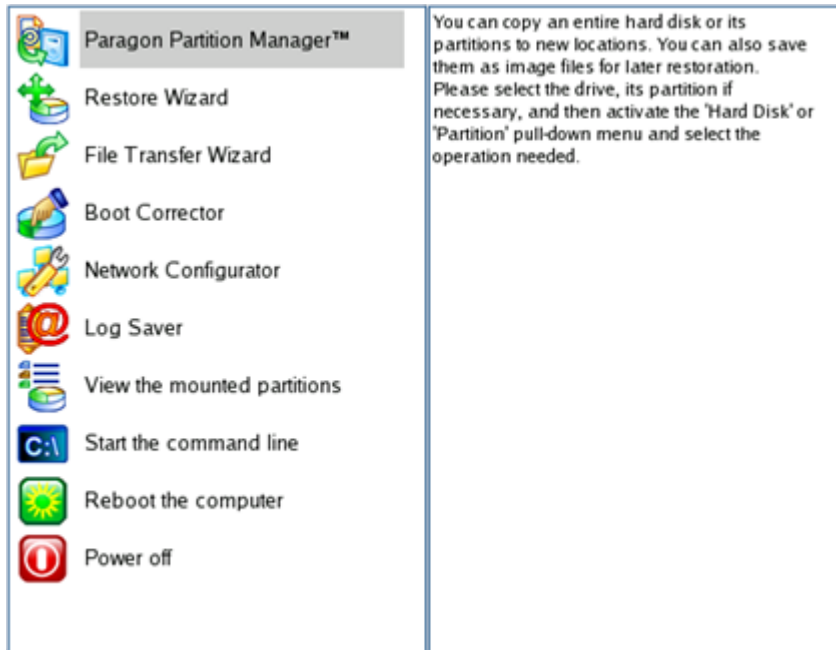 Paragon Partition Manager™
Restore Wizard
File Transfer Wizard
Boot Corrector
Network Configurator
@
Log Saver
View the mounted partitions
C:\
Start the command line
Reboot the computer
Power off
You can copy an entire hard disk or its
partitions to new locations. You can also save
them as image files for later restoration.
Please select the drive, its partition if
necessary, and then activate the 'Hard Disk' or
'Partition' pull-down menu and select the
operation needed.